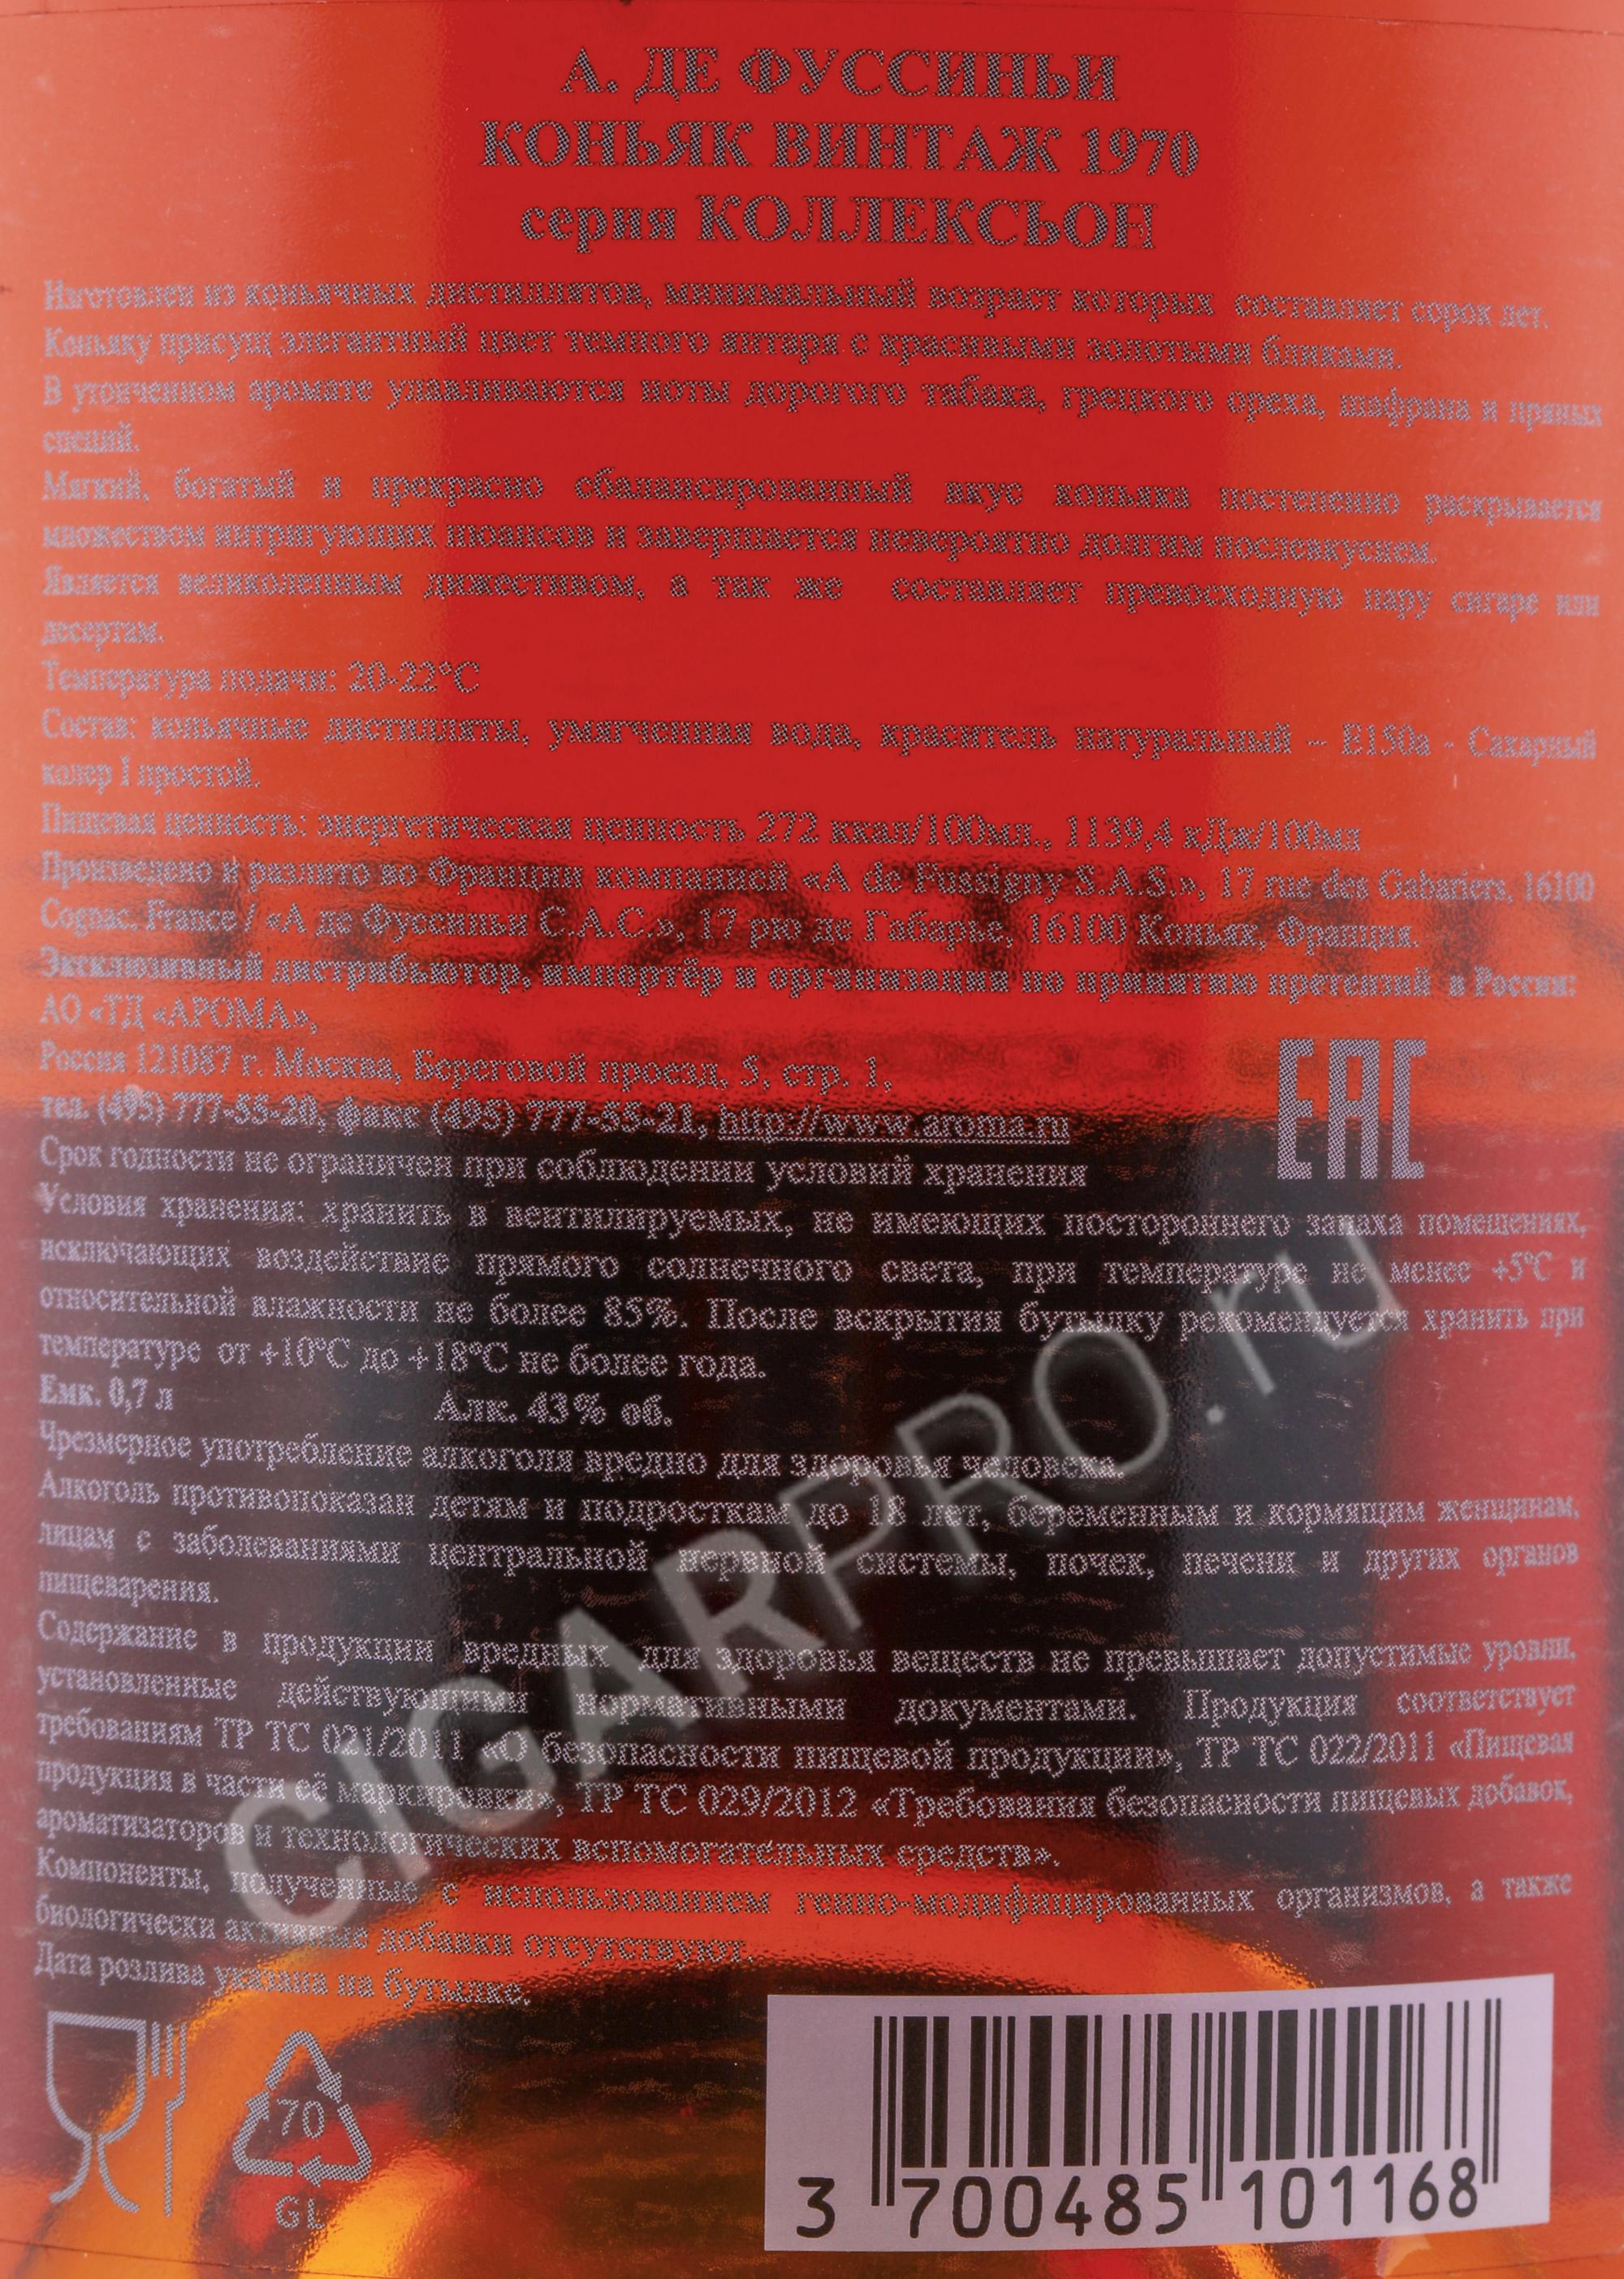 А. ДЕ ФУССИНЬИ
КОНЬЯК ВИНТАЖ 1970
серия КОЛЛЕКСЬОН
Изготовлен из коньячных дистиллятов, минимальный возраст которых составляет сорок лет.
Коньяку присущ элегантный цвет темного янтаря с красивыми золотыми бликами.
В утонченном аромате улавливаются ноты дорогого табака, грецкого ореха, шафрана и пряных
специй.
Мягкий, богатый и прекрасно сбалансированный вкус коньяка постепенно раскрывается
множеством интригующих нюансов и завершается невероятно долгим послевкусием.
Является великолепным дижестивом, а так же составляет превосходную пару сигаре или
десертам.
Температура подачи: 20-22°С
Состав: коньячные дистилляты, умягченная вода, краситель натуральный – Е150а - Сахарный
колер I простой.
Пищевая ценность: энергетическая ценность 272 ккал/100мл., 1139,4 кДж/100мл
Произведено и разлито во Франции компанией «A de Fussigny S.A.S.», 17 rue des Gabariers, 16100
Cognac, France / «А де Фуссиньи С.А.С.», 17 рю де Габарье, 16100 Коньяк, Франция.
Эксклюзивный дистрибьютор, импортёр и организация по принятию претензий в России:
АО «ТД «АРОМА»,
Россия 121087 г. Москва, Береговой проезд, 5, стр. 1,
тел. (495) 777-55-20, факс (495) 777-55-21, http://www.aroma.ru
ЕАС
Срок годности не ограничен при соблюдении условий хранения
Условия хранения: хранить в вентилируемых, не имеющих постороннего запаха помещениях,
исключающих воздействие прямого солнечного света, при температуре не менее +5°С и
относительной влажности не более 85%. После вскрытия бутылку рекомендуется хранить при
температуре от +10°С до +18°С не более года.
Емк. 0,7 л Алк. 43% об.
Чрезмерное употребление алкоголя вредно для здоровья человека.
Алкоголь противопоказан детям и подросткам до 18 лет, беременным и кормящим женщинам,
лицам с заболеваниями центральной нервной системы, почек, печени и других органов
пищеварения.
Содержание в продукции вредных для здоровья веществ не превышает допустимые уровни,
установленные действующими нормативными документами. Продукция соответствует
требованиям ТР ТС 021/2011 «О безопасности пищевой продукции», ТР ТС 022/2011 «Пищевая
продукция в части её маркировки», ТР ТС 029/2012 «Требования безопасности пищевых добавок,
ароматизаторов и технологических вспомогательных средств».
Компоненты, полученные с использованием генно-модифицированных организмов, а также
биологически активные добавки отсутствуют.
Дата розлива указана на бутылке.
70
GL
3 700485 101168
CIGARPRO.ru